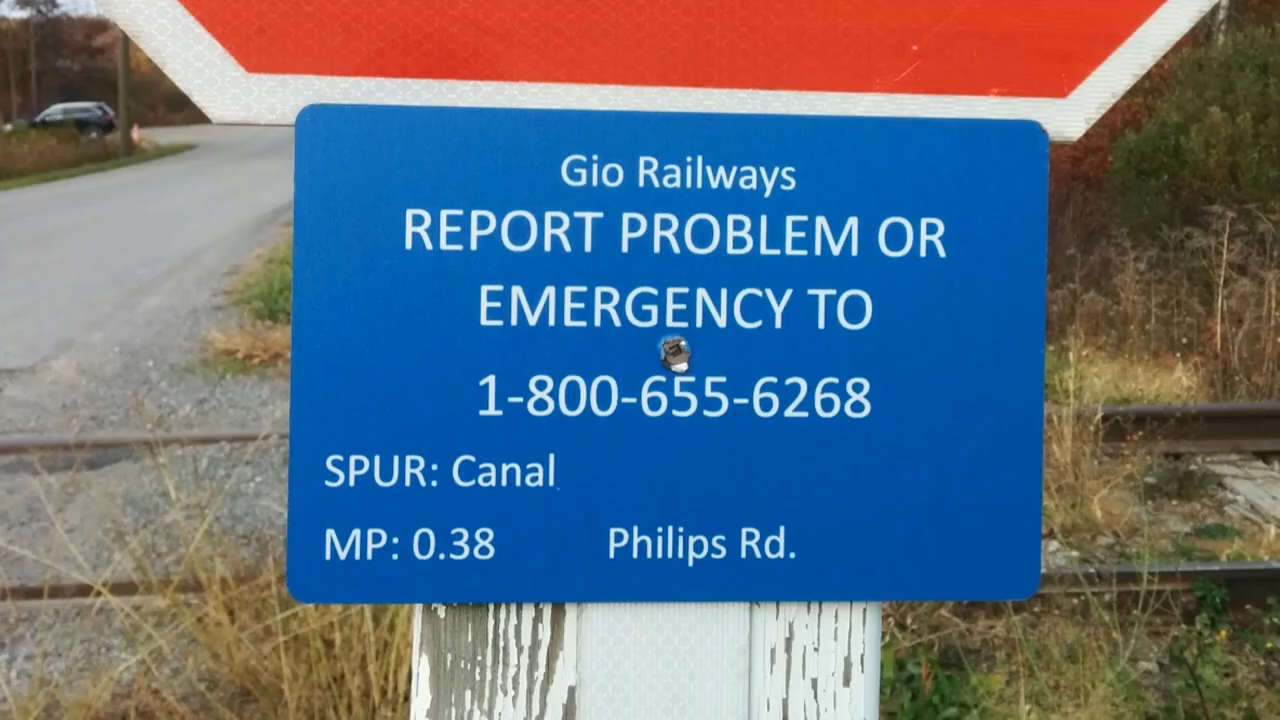 Gio Railways
REPORT PROBLEM OR
EMERGENCY TO
1-800-655-6268
SPUR: Canal
MP: 0.38 Philips Rd.